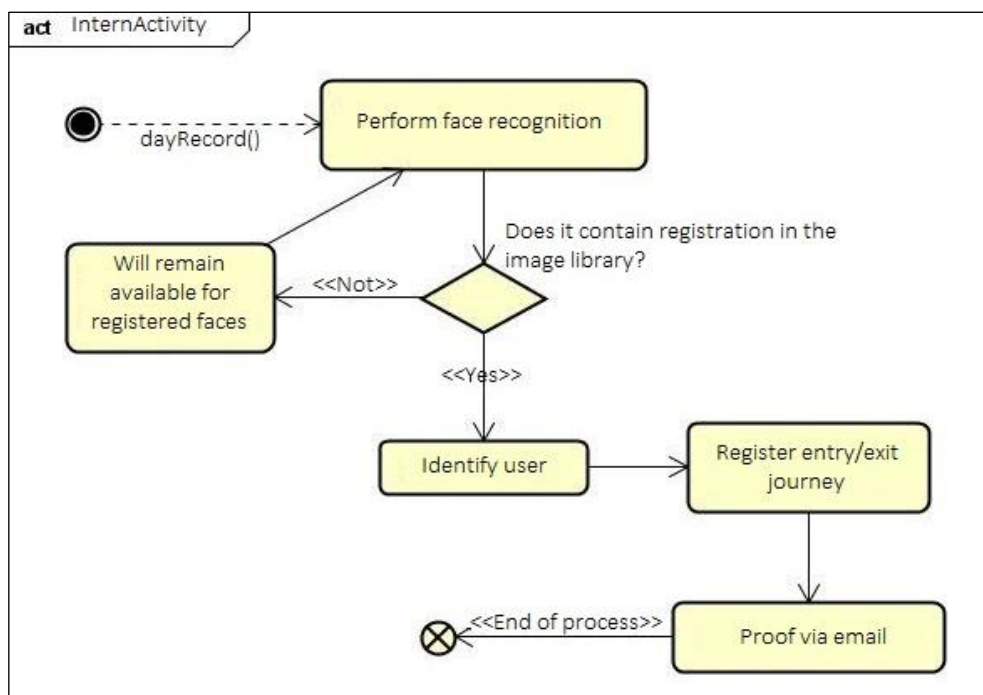 act InternActivity
Perform face recognition
dayRecord()
Does it contain registration in the
image library?
Will remain
available for
registered faces
<<Not>>
<<Yes>>
Identify user
Register entry/exit
journey
<<End of process>>
Proof via email